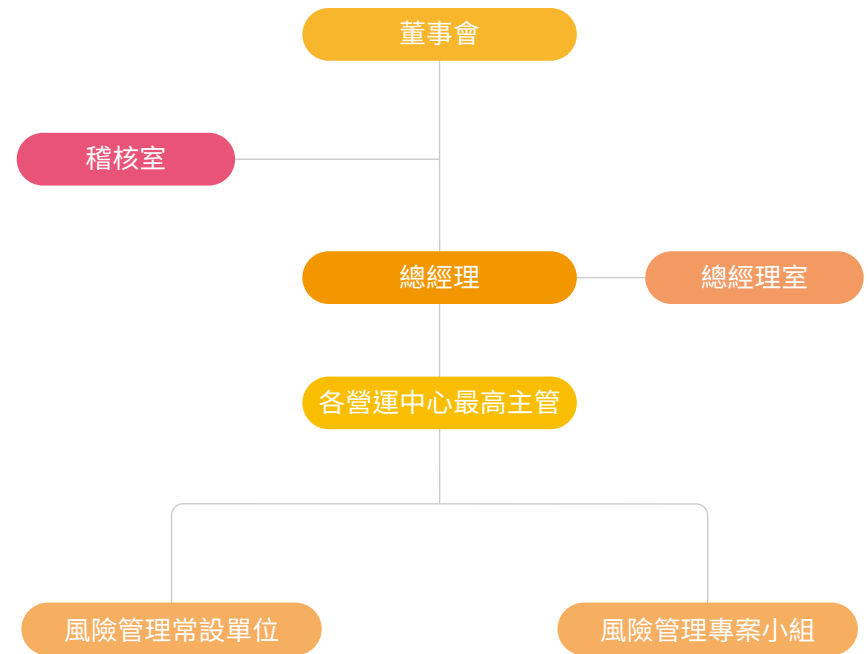 董事會
稽核室
總經理
總經理室
各營運中心最高主管
風險管理常設單位
風險管理專案小組